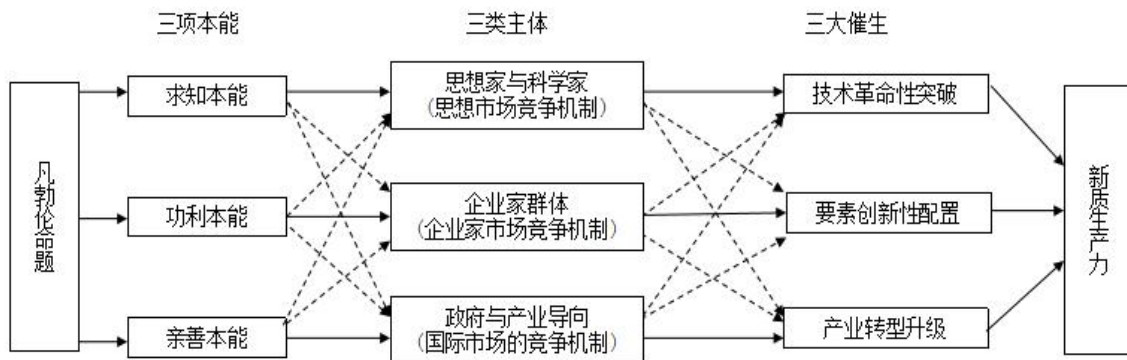 三项本能
三类主体
三大催生
凡勃伦命题
求知本能
功利本能
亲善本能
思想家与科学家
(思想市场竞争机制)
企业家群体
(企业家市场竞争机制)
政府与产业导向
(国际市场的竞争机制)
技术革命性突破
要素创新性配置
产业转型升级
新质生产力